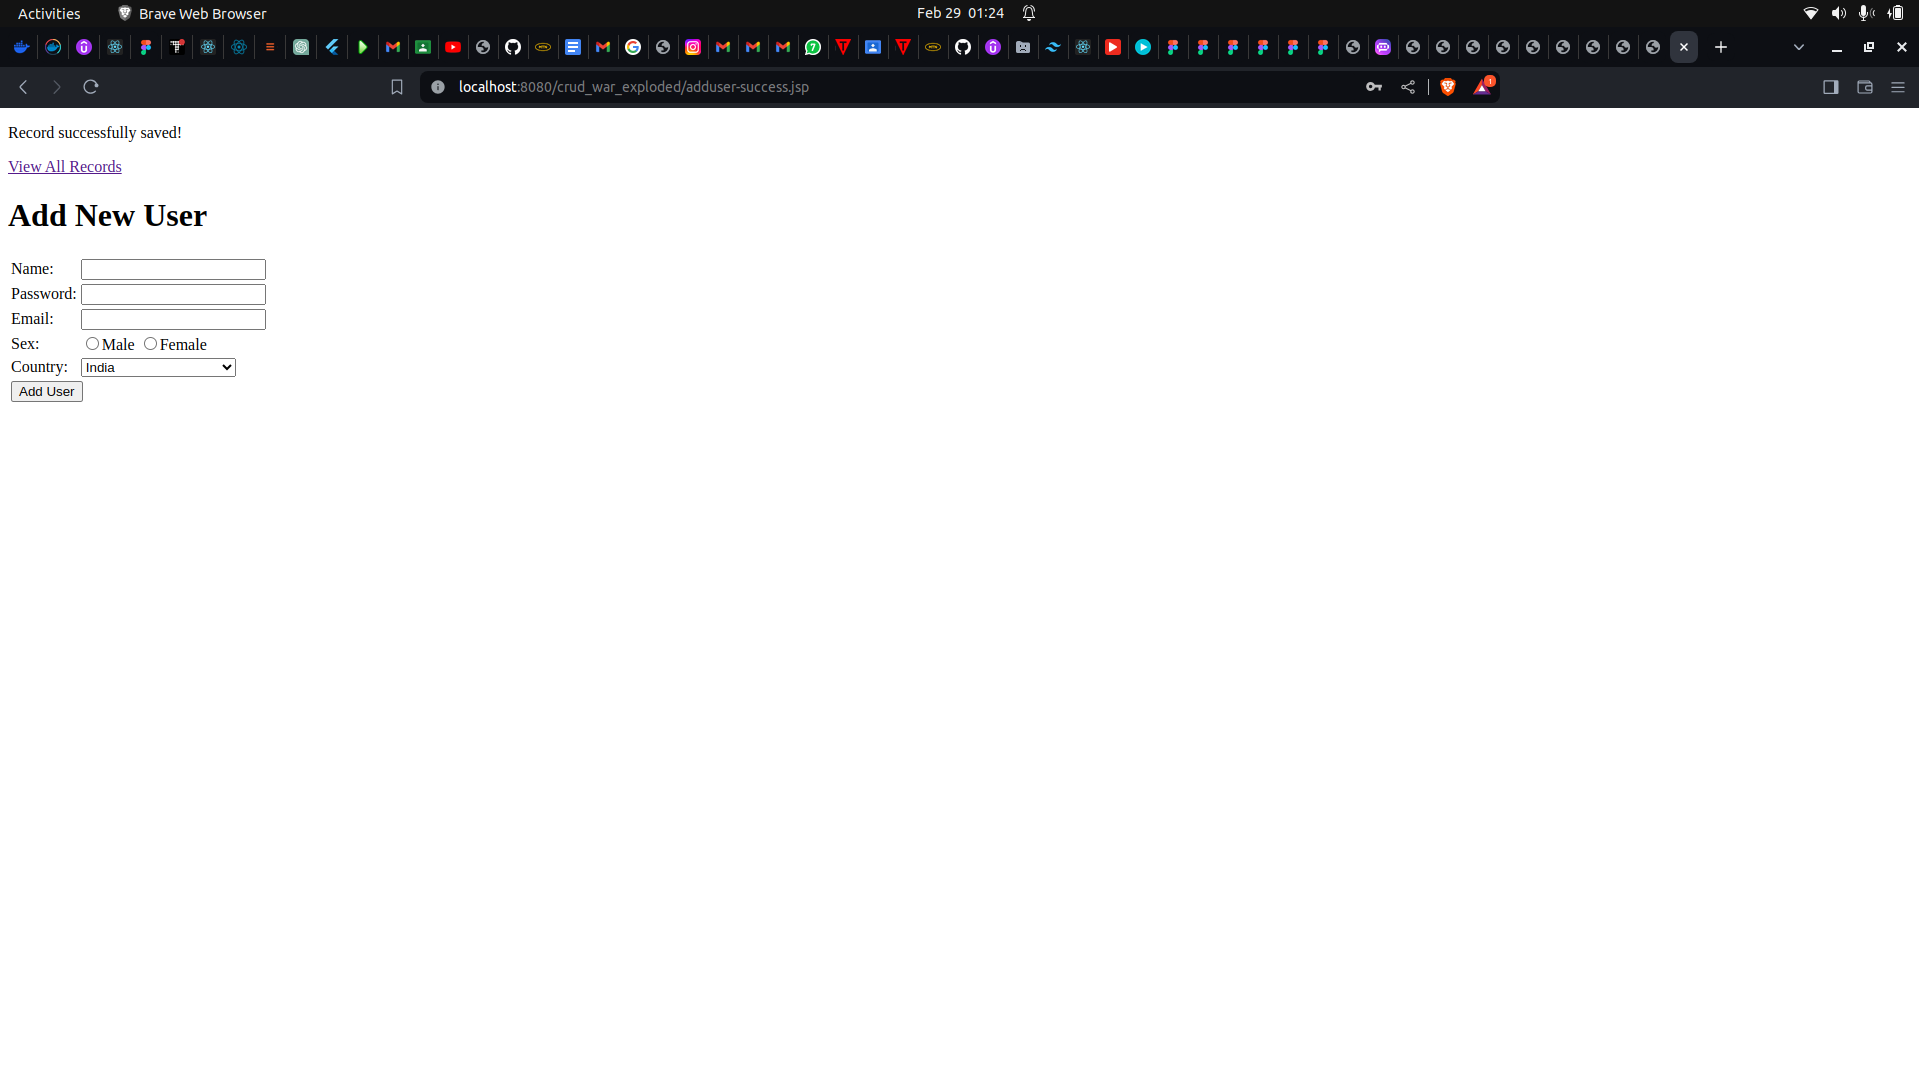 Activities
Brave Web Browser
Feb 29 01:24
localhost:8080/crud_war_exploded/adduser-success.jsp
1
Record successfully saved!
View All Records
Add New User
Name:
Password:
Email:
Sex: Male Female
Country: India
Add User